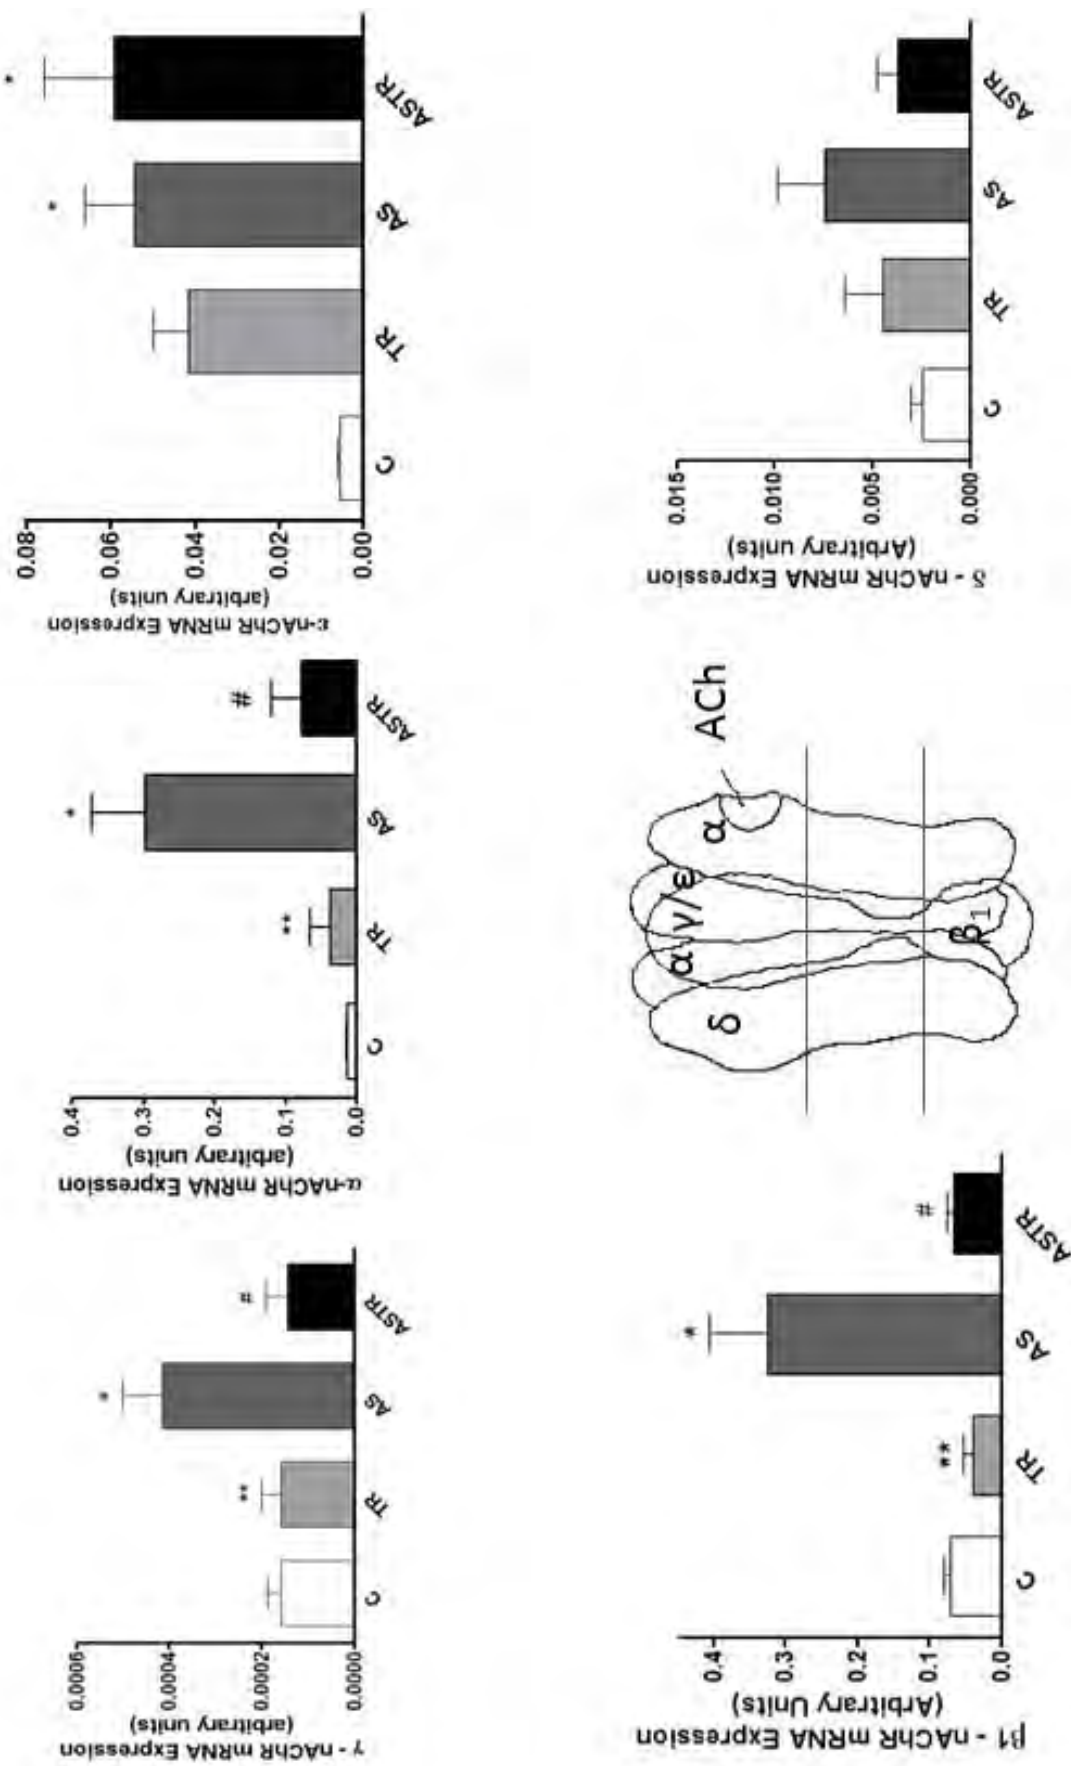 γ - nAChR mRNA Expression
(arbitrary units)
0.0006
0.0004
0.0002
0.0000
**
*
#
C
TR
AS
ASTR
α-nAChR mRNA Expression
(arbitrary units)
0.4
0.3
0.2
0.1
0.0
**
*
#
C
TR
AS
ASTR
ε-nAChR mRNA Expression
(arbitrary units)
0.08
0.06
0.04
0.02
0.00
*
*
C
TR
AS
ASTR
β1 - nAChR mRNA Expression
(Arbitrary Units)
0.4
0.3
0.2
0.1
0.0
**
*
#
C
TR
AS
ASTR
δ
α
γ/ε
α
β1
ACh
δ - nAChR mRNA Expression
(Arbitrary units)
0.015
0.010
0.005
0.000
C
TR
AS
ASTR